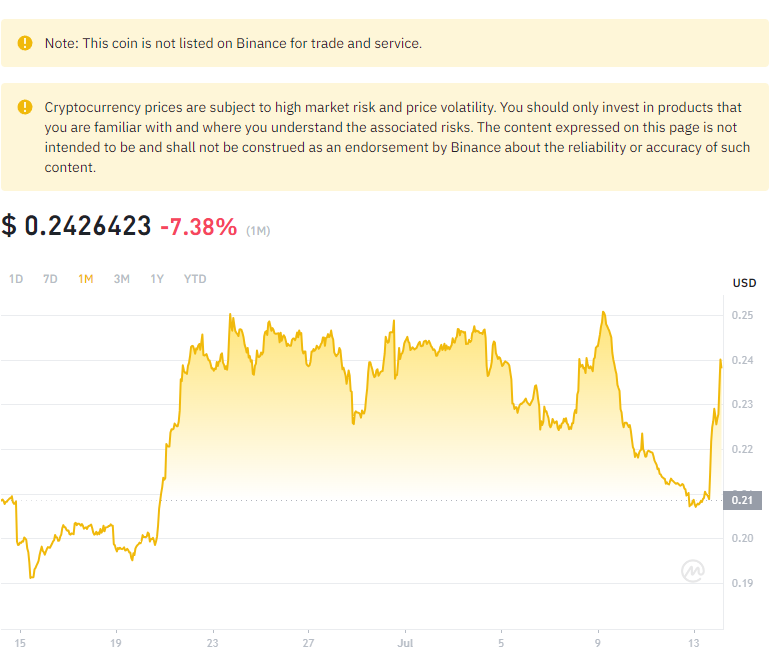 Note: This coin is not listed on Binance for trade and service.
Cryptocurrency prices are subject to high market risk and price volatility. You should only invest in products that
you are familiar with and where you understand the associated risks. The content expressed on this page is not
intended to be and shall not be construed as an endorsement by Binance about the reliability or accuracy of such
content.
$ 0.2426423 -7.38% (1M)
1D 7D 1M 3M 1Y YTD
USD
0.25
0.24
0.23
0.22
0.21
0.20
0.19
15 19 23 27 Jul 5 9 13